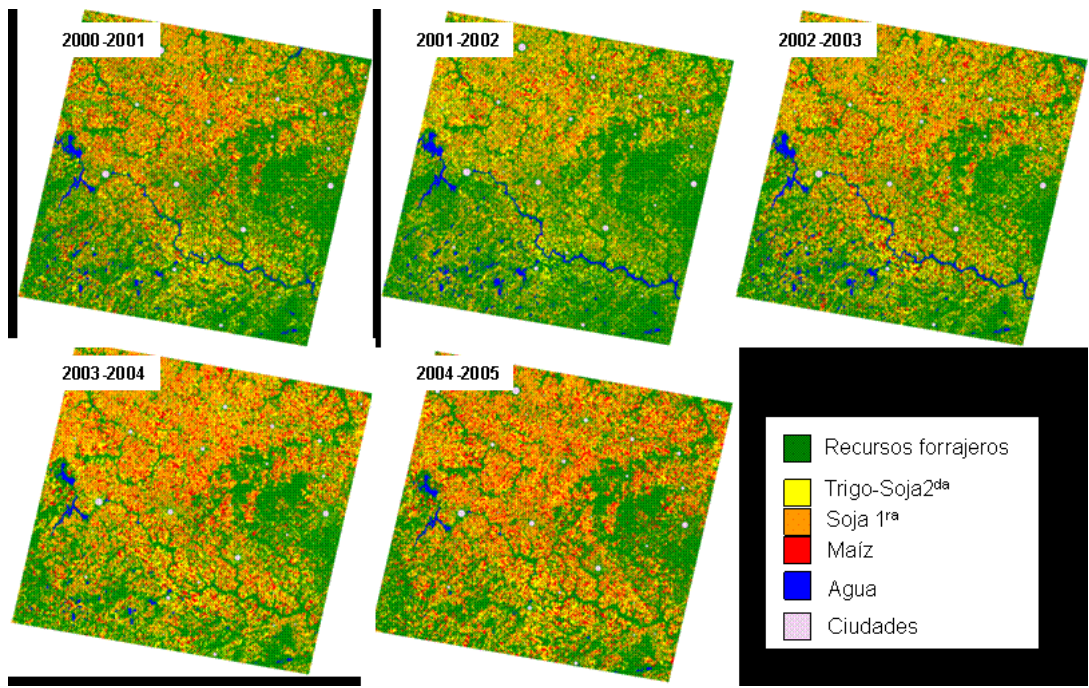 2000-2001
2001-2002
2002-2003
2003-2004
2004-2005
Recursos forrajeros
Trigo-Soja2da
Soja 1ra
Maíz
Agua
Ciudades